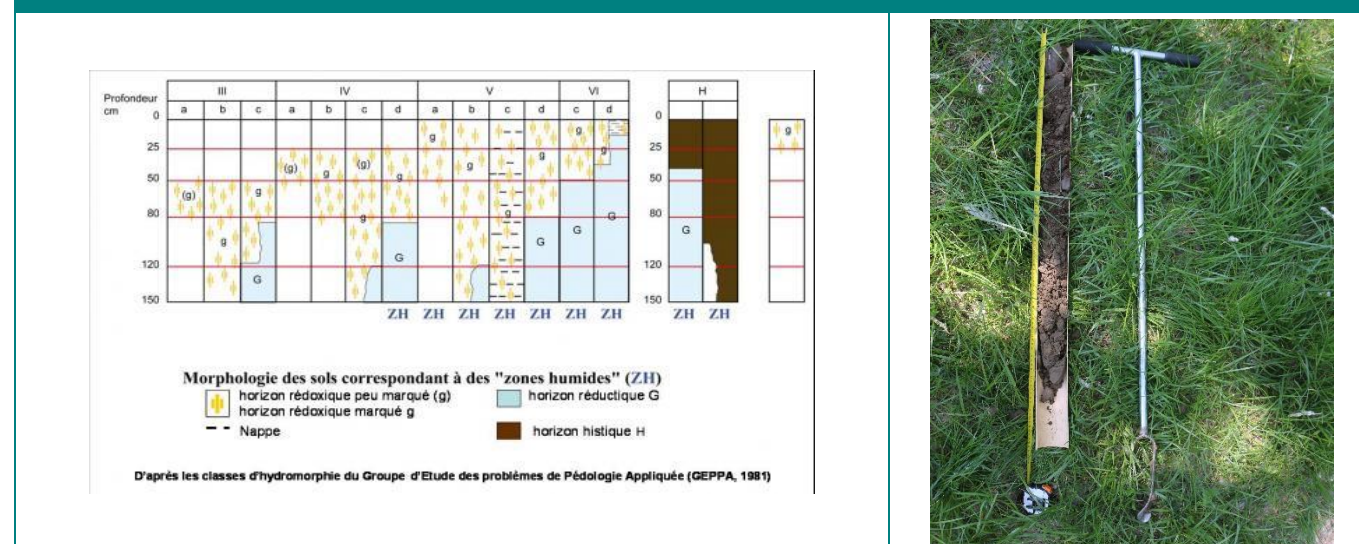 III IV V VI H
Profondeur
cm
a b c a b c d a b c d c d
0 0
25 25
50 50
80 80
120 120
150 150
(g) g g G
(g) g (g) g g G
g g g g G
g G g G
G
g
ZH ZH ZH ZH ZH ZH ZH ZH
Morphologie des sols correspondant à des "zones humides" (ZH)
horizon rédoxique peu marqué (g)
horizon rédoxique marqué g
horizon réductique G
Nappe
horizon histique H
D'après les classes d'hydromorphie du Groupe d'Etude des problèmes de Pédologie Appliquée (GEPPA, 1981)